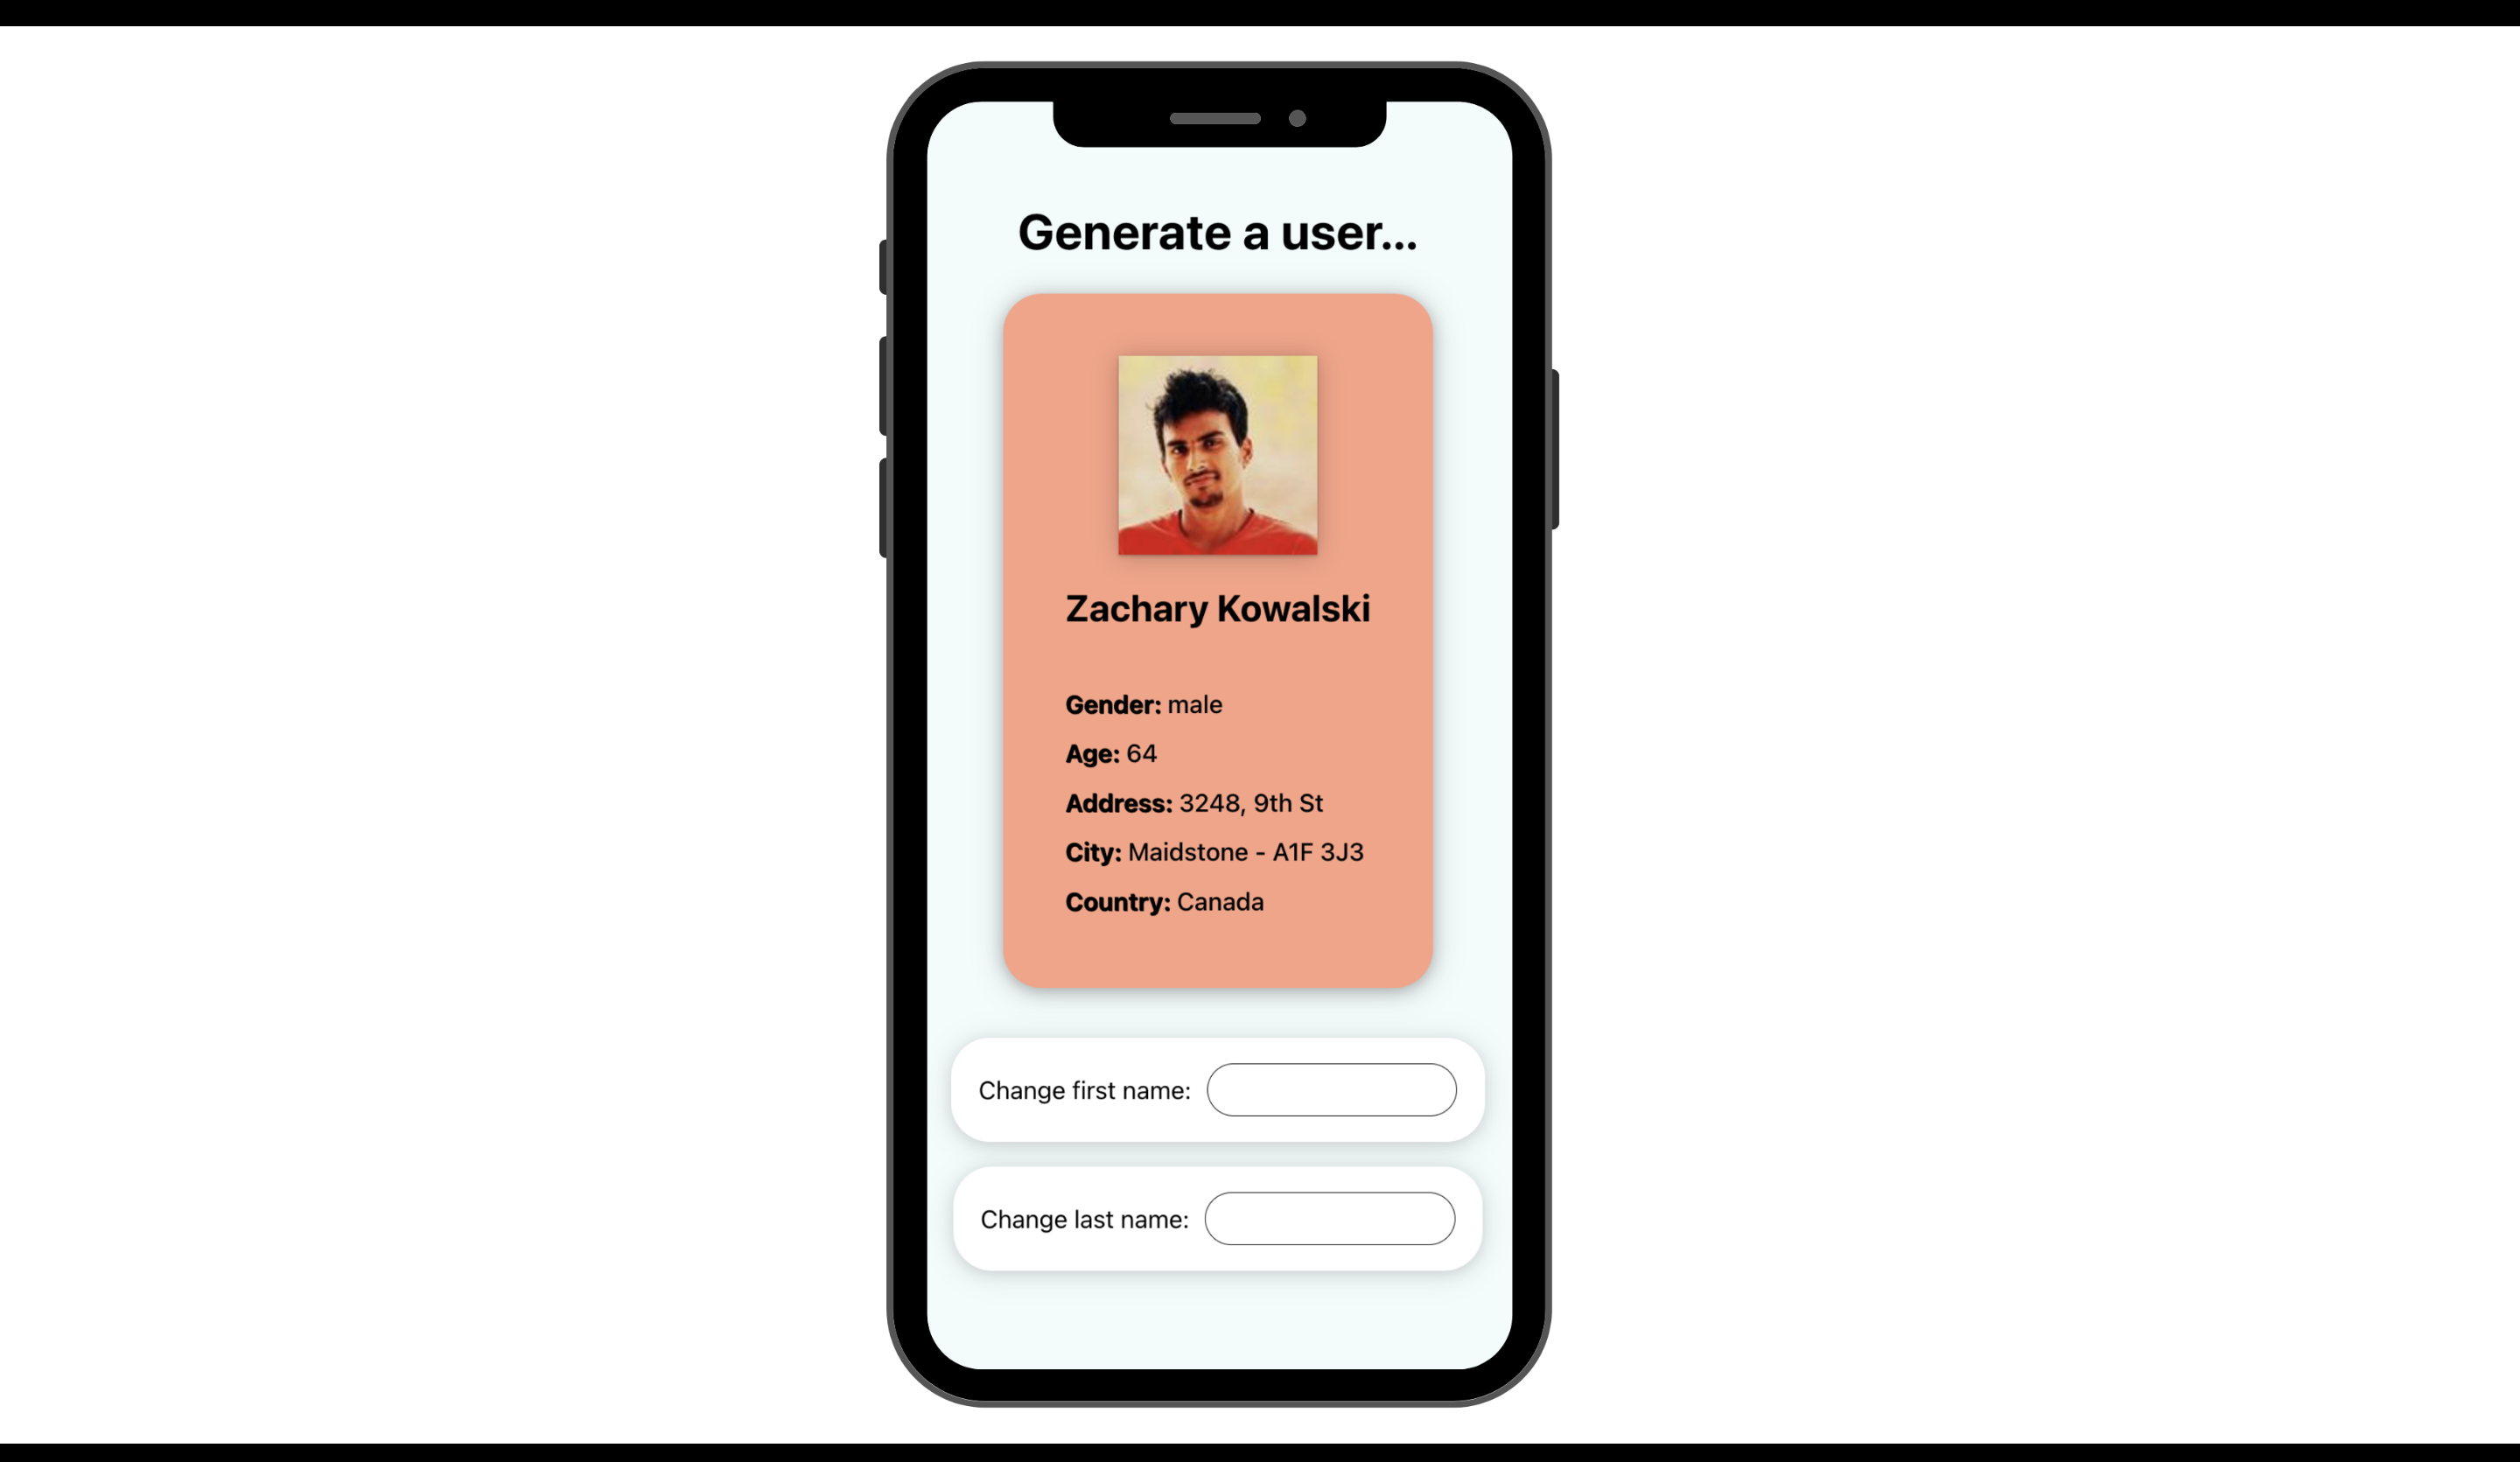 Generate a user...
Zachary Kowalski
Gender: male
Age: 64
Address: 3248, 9th St
City: Maidstone - A1F 3J3
Country: Canada
Change first name:
Change last name: